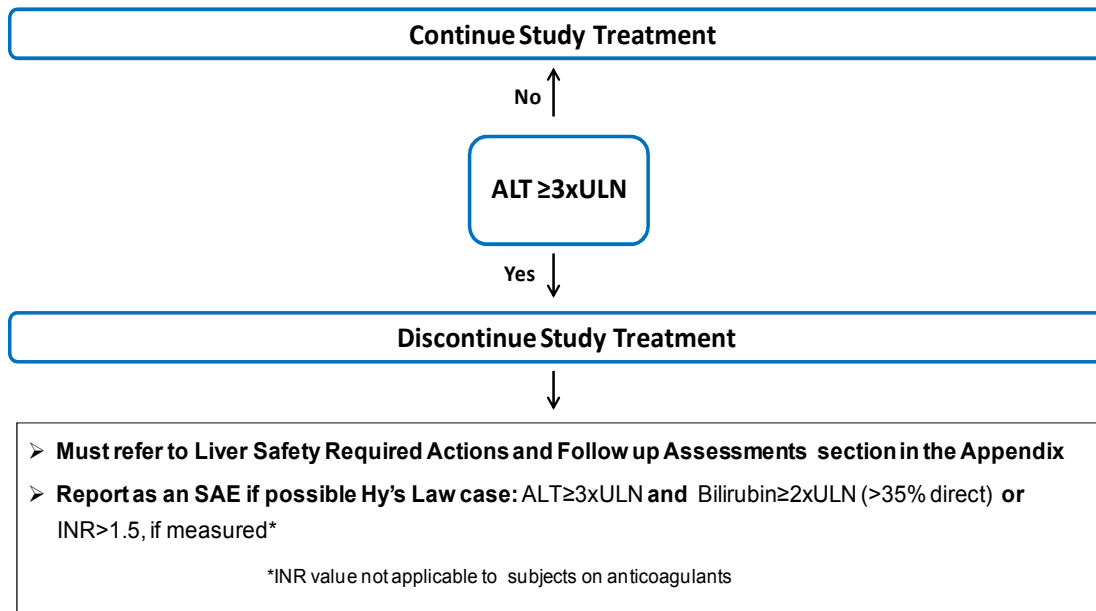 Continue Study Treatment
No
ALT ≥3xULN
Yes
Discontinue Study Treatment
➢ Must refer to Liver Safety Required Actions and Follow up Assessments section in the Appendix
➢ Report as an SAE if possible Hy's Law case: ALT≥3xULN and Bilirubin≥2xULN (>35% direct) or
INR>1.5, if measured*
*INR value not applicable to subjects on anticoagulants